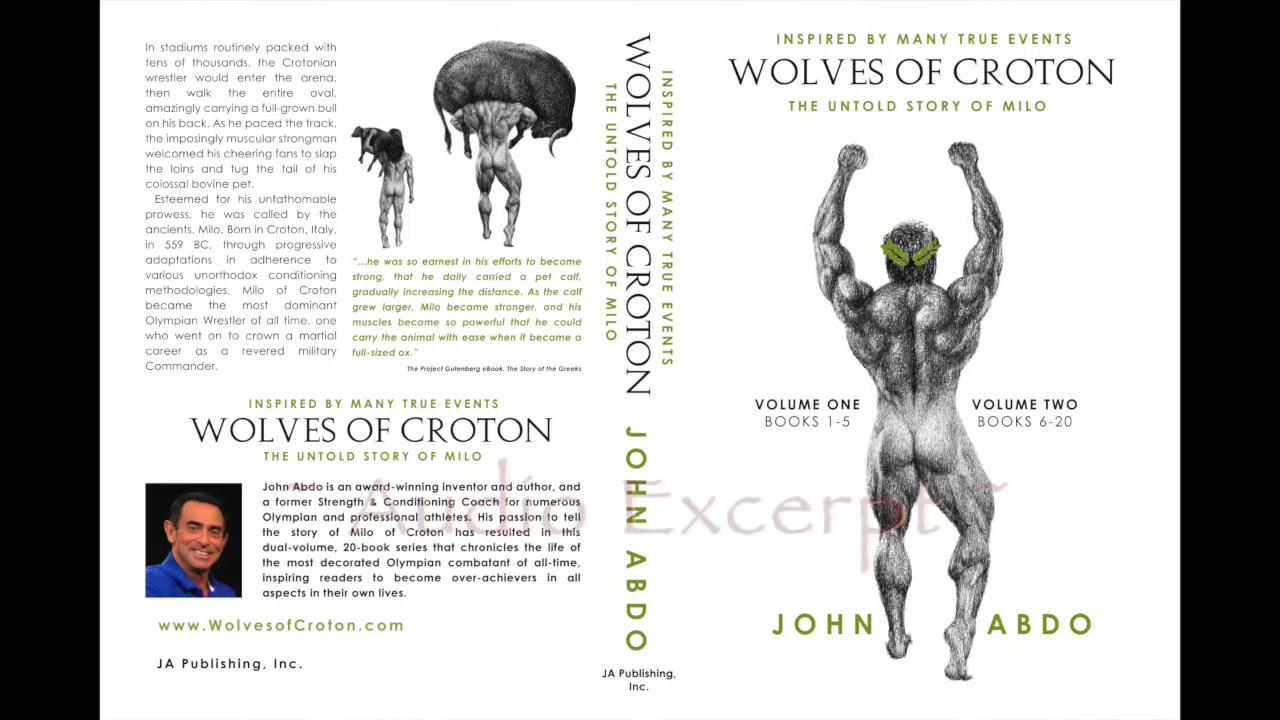 In stadiums routinely packed with
tens of thousands, the Crotonian
wrestler would enter the arena,
then walk the entire oval,
amazingly carrying a full-grown bull
on his back. As he paced the track,
the imposingly muscular strongman
welcomed his cheering fans to slap
the loins and tug the tail of his
colossal bovine pet.
Esteemed for his unfathomable
prowess, he was called by the
ancients, Milo. Born in Croton, Italy,
in 559 BC, through progressive
adaptations in adherence to
various unorthodox conditioning
methodologies, Milo of Croton
became the most dominant
Olympian Wrestler of all time, one
who went on to crown a martial
career as a revered military
Commander.
"...he was so earnest in his efforts to become
strong, that he daily carried a pet calf,
gradually increasing the distance. As the calf
grew larger, Milo became stronger, and his
muscles became so powerful that he could
carry the animal with ease when it became a
full-sized ox."
The Project Gutenberg eBook. The Story of the Greeks
INSPIRED BY MANY TRUE EVENTS
WOLVES OF CROTON
THE UNTOLD STORY OF MILO
John Abdo is an award-winning inventor and author, and
a former Strength & Conditioning Coach for numerous
Olympian and professional athletes. His passion to tell
the story of Milo of Croton has resulted in this
dual-volume, 20-book series that chronicles the life of
the most decorated Olympian combatant of all-time,
inspiring readers to become over-achievers in all
aspects in their own lives.
www.WolvesofCroton.com
JA Publishing, Inc.
INSPIRED BY MANY TRUE EVENTS
WOLVES OF CROTON
THE UNTOLD STORY OF MILO
JOHN ABDO
JA Publishing,
Inc.
INSPIRED BY MANY TRUE EVENTS
WOLVES OF CROTON
THE UNTOLD STORY OF MILO
VOLUME ONE
BOOKS 1-5
VOLUME TWO
BOOKS 6-20
JOHN ABDO
~ Audio Excerpt ~